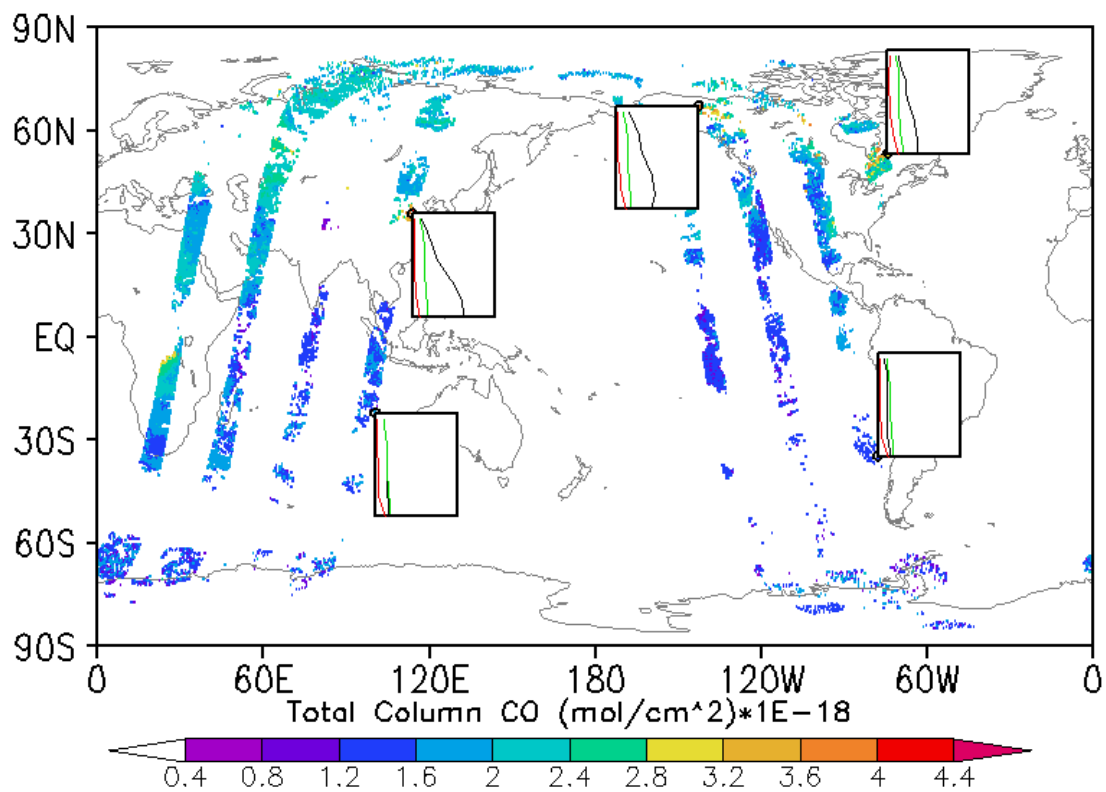 90N
60N
30N
EQ
30S
60S
90S
0 60E 120E 180 120W 60W 0
Total Column CO (mol/cm^2)*1E-18
0.4 0.8 1.2 1.6 2 2.4 2.8 3.2 3.6 4 4.4